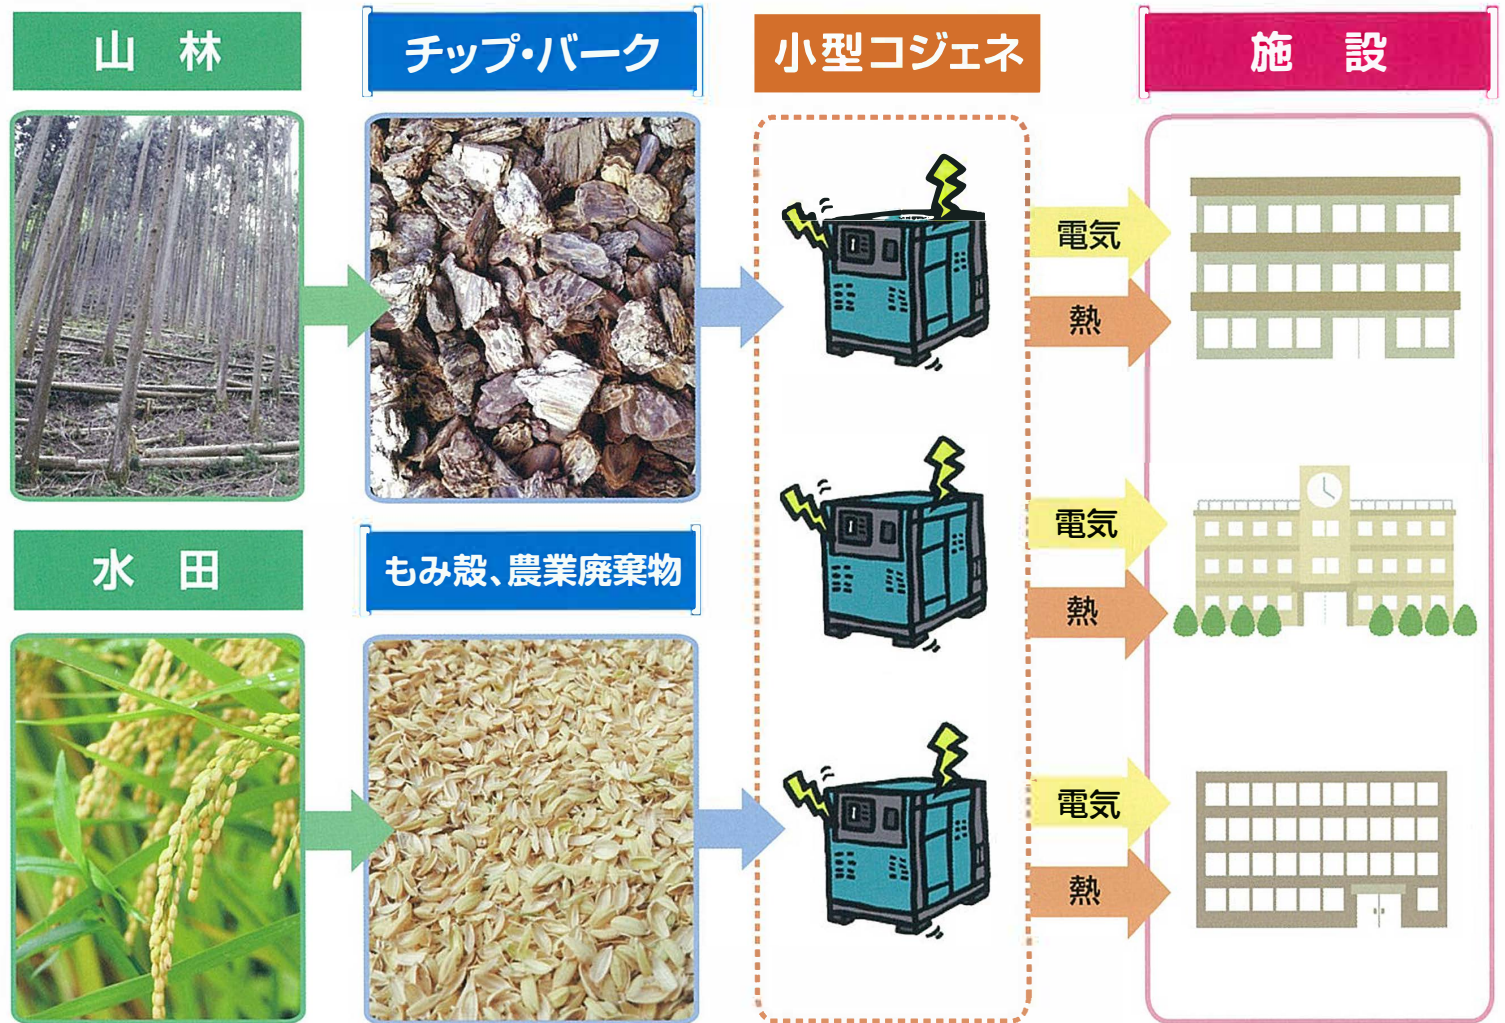 山林
チップ・バーク
小型コジェネ
施設
電気
熱
電気
熱
水田
もみ殻、農業廃棄物
電気
熱